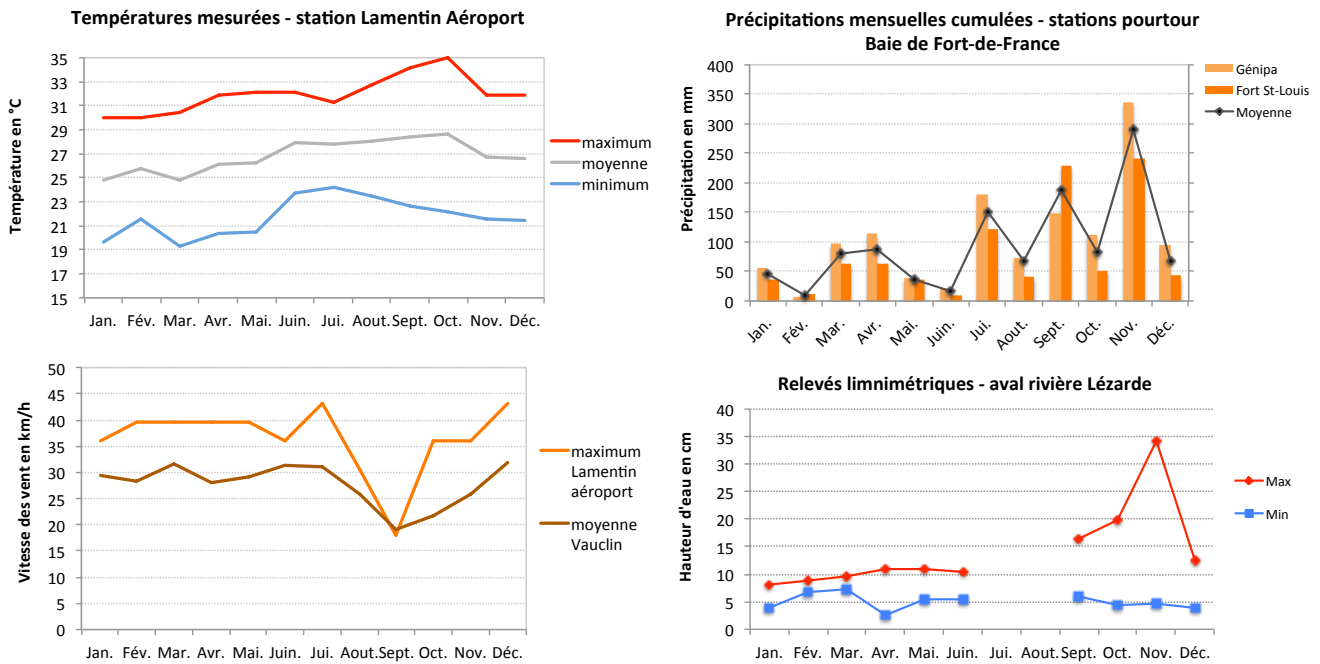 Températures mesurées - station Lamentin Aéroport
Température en °C
35
33
31
29
27
25
23
21
19
17
15
Jan. Fév. Mar. Avr. Mai. Juin. Jui. Aout. Sept. Oct. Nov. Déc.
maximum
moyenne
minimum
Précipitations mensuelles cumulées - stations pourtour
Baie de Fort-de-France
Précipitation en mm
400
350
300
250
200
150
100
50
0
Jan. Fév. Mar. Avr. Mai. Juin. Jui. Aout. Sept. Oct. Nov. Déc.
Génipa
Fort St-Louis
Moyenne
Vitesse des vent en km/h
50
45
40
35
30
25
20
15
10
5
0
Jan. Fév. Mar. Avr. Mai. Juin. Jui. Aout. Sept. Oct. Nov. Déc.
maximum
Lamentin
aéroport
moyenne
Vauclin
Relevés limnimétriques - aval rivière Lézarde
Hauteur d'eau en cm
40
35
30
25
20
15
10
5
0
Jan. Fév. Mar. Avr. Mai. Juin. Jui. Aout. Sept. Oct. Nov. Déc.
Max
Min